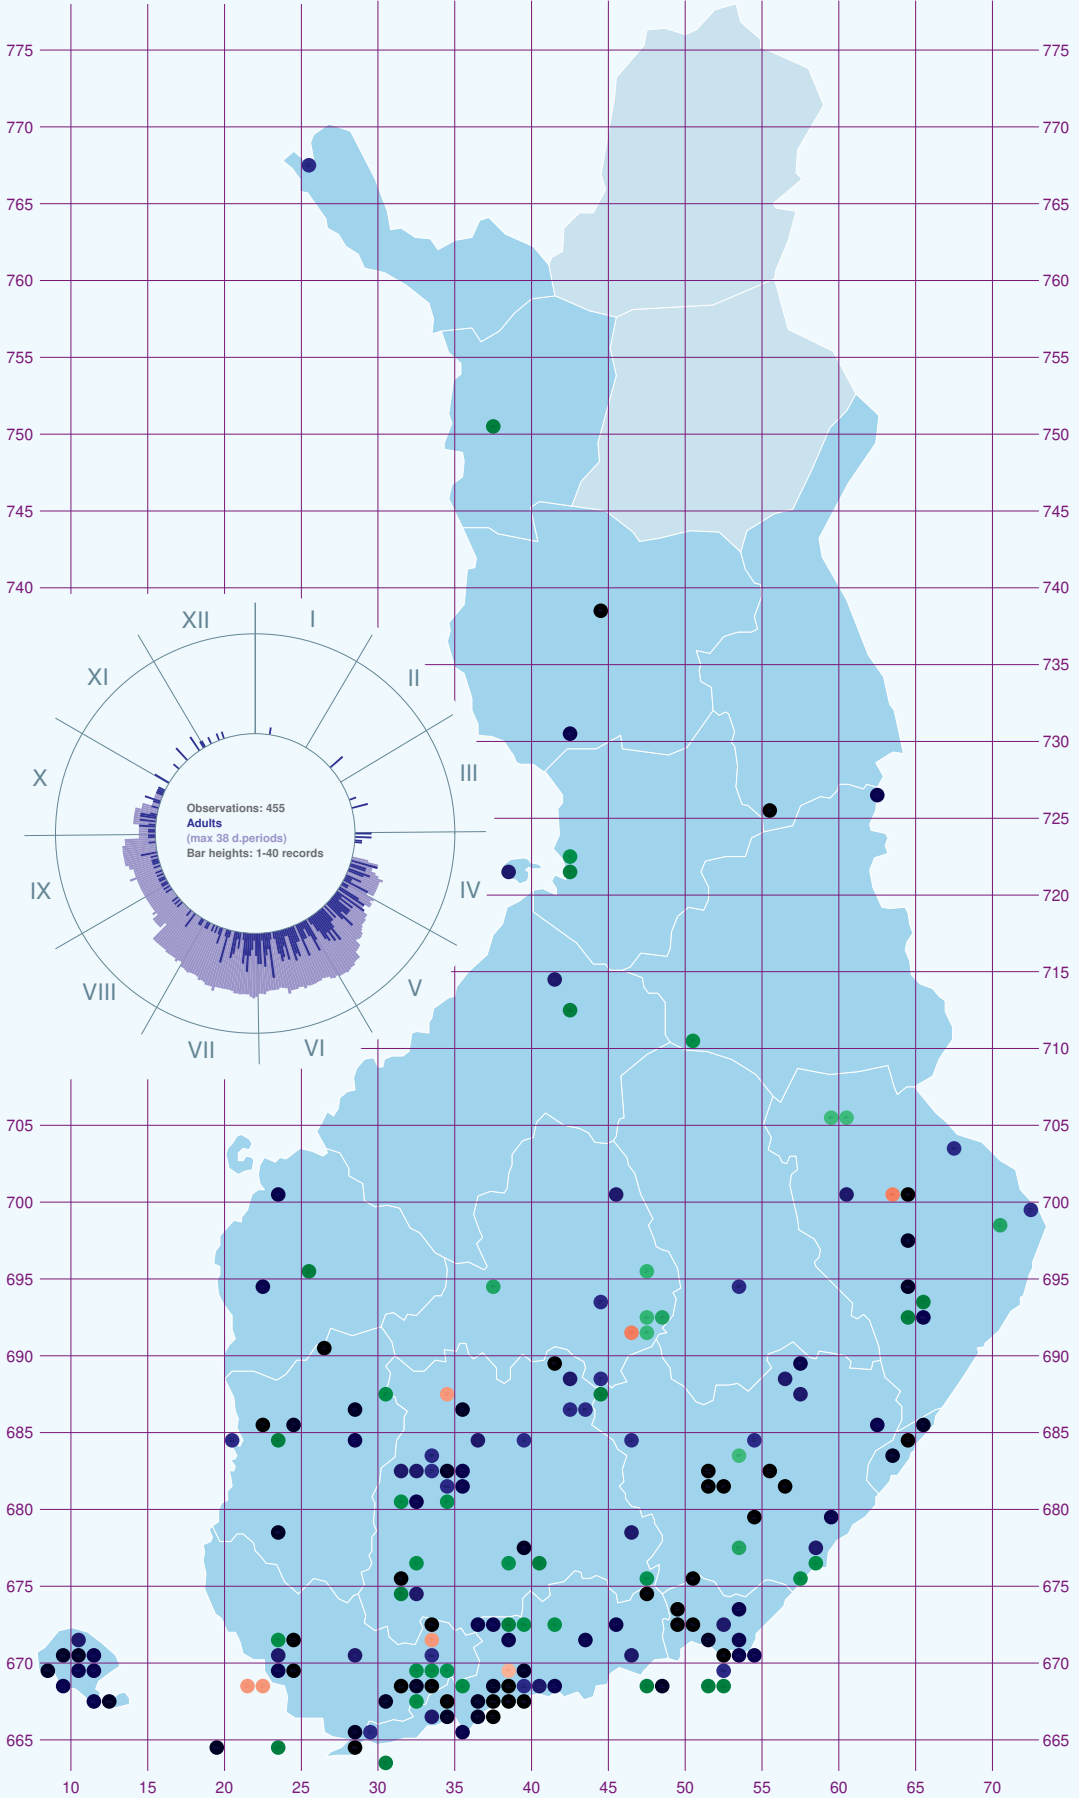 775 775
770 770
765 765
760 760
755 755
750 750
745 745
740 740
735
730
725
720
715
710
705 705
700 700
695 695
690 690
685 685
680 680
675 675
670 670
665 665
10 15 20 25 30 35 40 45 50 55 60 65 70
XII I
XI II
X III
IX IV
VIII V
VII VI
Observations: 455
Adults
(max 38 d.periods)
Bar heights: 1-40 records